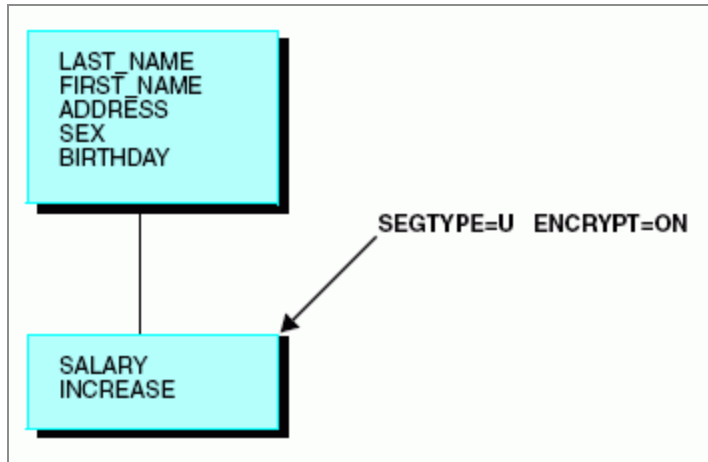 LAST_NAME
FIRST_NAME
ADDRESS
SEX
BIRTHDAY
SEGTYPE=U ENCRYPT=ON
SALARY
INCREASE